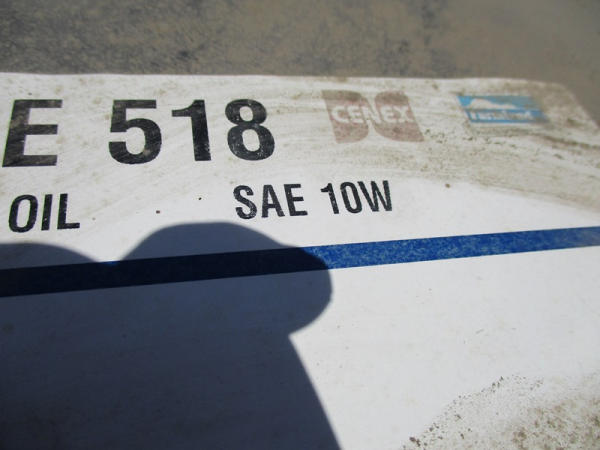 E 518 CENEX
OIL SAE 10W